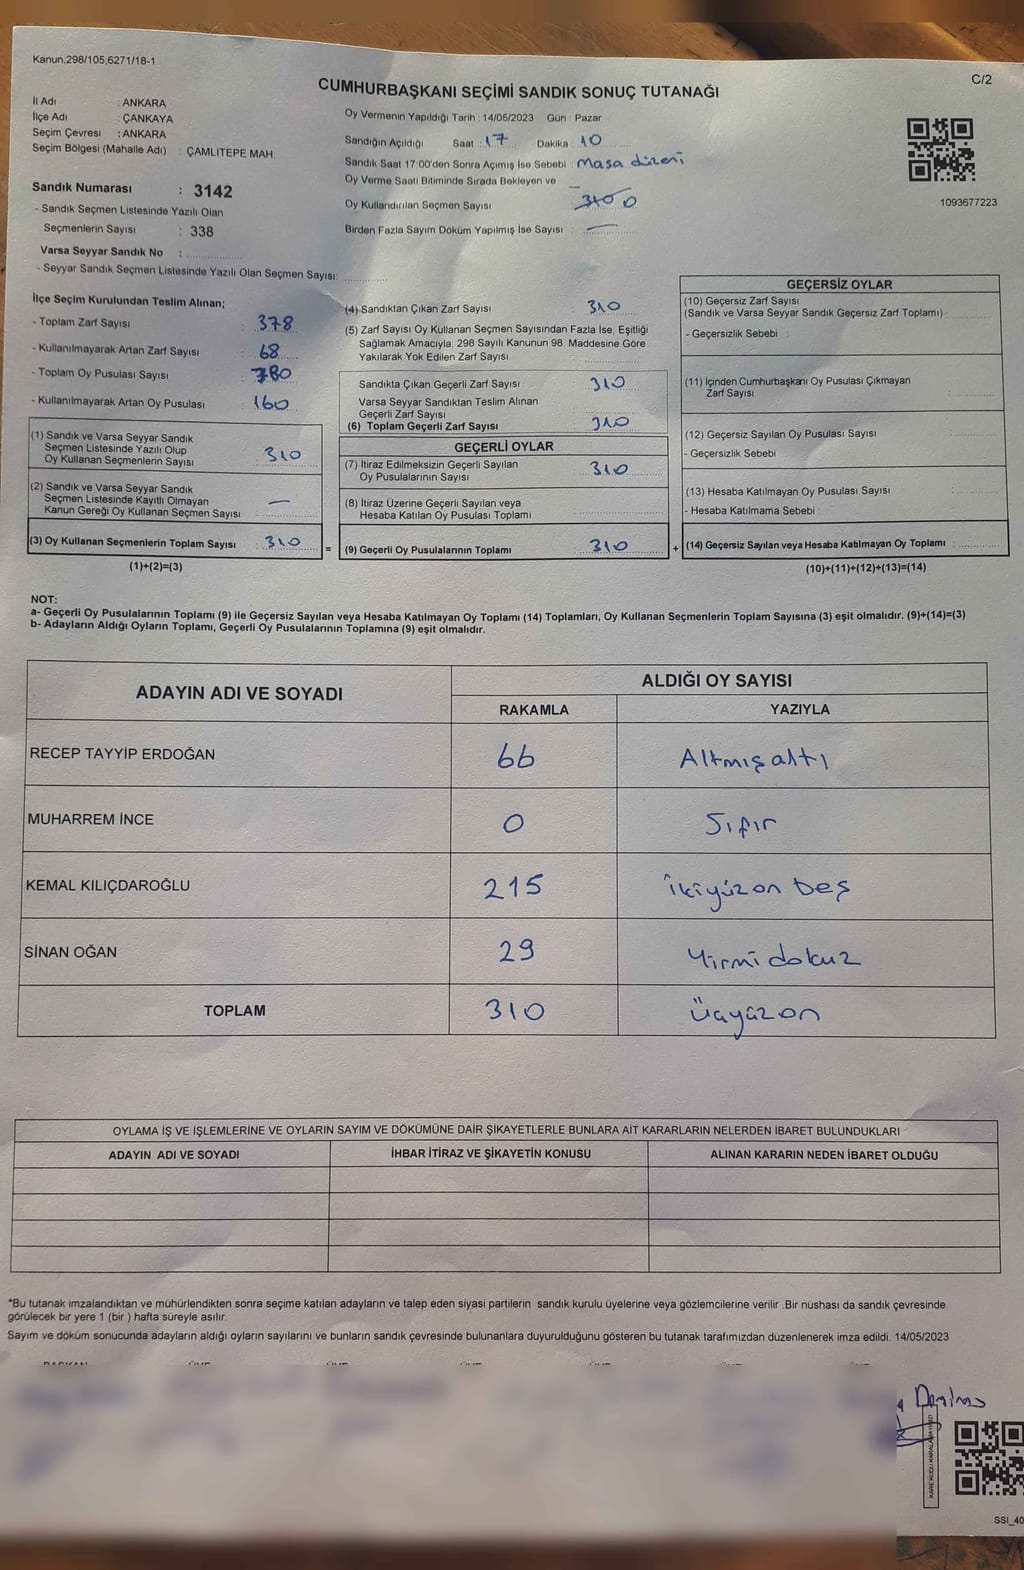 Kanun,298/105;6271/18-1
C/2
CUMHURBAŞKANI SEÇİMİ SANDIK SONUÇ TUTANAĞI
İl Adı : ANKARA
İlçe Adı : ÇANKAYA
Seçim Çevresi : ANKARA
Seçim Bölgesi (Mahalle Adı) : ÇAMLITEPE MAH.
Sandık Numarası : 3142
- Sandık Seçmen Listesinde Yazılı Olan
Seçmenlerin Sayısı : 338
Varsa Seyyar Sandık No :
- Seyyar Sandık Seçmen Listesinde Yazılı Olan Seçmen Sayısı:
Oy Vermenin Yapıldığı Tarih : 14/05/2023 Gün : Pazar
Sandığın Açıldığı Saat : 17 Dakika : 10
Sandık Saat 17:00'den Sonra Açımış İse Sebebi : Masa düzeni
Oy Verme Saati Bitiminde Sırada Bekleyen ve
Oy Kullandırılan Seçmen Sayısı
Birden Fazla Sayım Döküm Yapılmış İse Sayısı : —
1093677223
İlçe Seçim Kurulundan Teslim Alınan;
- Toplam Zarf Sayısı : 378
- Kullanılmayarak Artan Zarf Sayısı : 68
- Toplam Oy Pusulası Sayısı : 780
- Kullanılmayarak Artan Oy Pusulası : 160
(1) Sandık ve Varsa Seyyar Sandık
Seçmen Listesinde Yazılı Olup
Oy Kullanan Seçmenlerin Sayısı : 310
(2) Sandık ve Varsa Seyyar Sandık
Seçmen Listesinde Kayıtlı Olmayan
Kanun Gereği Oy Kullanan Seçmen Sayısı : —
(3) Oy Kullanan Seçmenlerin Toplam Sayısı : 310
(1)+(2)=(3)
=
(4) Sandıktan Çıkan Zarf Sayısı : 310
(5) Zarf Sayısı Oy Kullanan Seçmen Sayısından Fazla İse, Eşitliği
Sağlamak Amacıyla; 298 Sayılı Kanunun 98. Maddesine Göre
Yakılarak Yok Edilen Zarf Sayısı
Sandıkta Çıkan Geçerli Zarf Sayısı : 310
Varsa Seyyar Sandıktan Teslim Alınan
Geçerli Zarf Sayısı
(6) Toplam Geçerli Zarf Sayısı : 310
GEÇERLİ OYLAR
(7) İtiraz Edilmeksizin Geçerli Sayılan
Oy Pusulalarının Sayısı : 310
(8) İtiraz Üzerine Geçerli Sayılan veya
Hesaba Katılan Oy Pusulası Toplamı
(9) Geçerli Oy Pusulalarının Toplamı : 310
+
GEÇERSİZ OYLAR
(10) Geçersiz Zarf Sayısı
(Sandık ve Varsa Seyyar Sandık Geçersiz Zarf Toplamı) :
- Geçersizlik Sebebi :
(11) İçinden Cumhurbaşkanı Oy Pusulası Çıkmayan
Zarf Sayısı :
(12) Geçersiz Sayılan Oy Pusulası Sayısı
- Geçersizlik Sebebi
(13) Hesaba Katılmayan Oy Pusulası Sayısı :
- Hesaba Katılmama Sebebi :
(14) Geçersiz Sayılan veya Hesaba Katılmayan Oy Toplamı :
(10)+(11)+(12)+(13)=(14)
NOT:
a- Geçerli Oy Pusulalarının Toplamı (9) ile Geçersiz Sayılan veya Hesaba Katılmayan Oy Toplamı (14) Toplamları, Oy Kullanan Seçmenlerin Toplam Sayısına (3) eşit olmalıdır. (9)+(14)=(3)
b- Adayların Aldığı Oyların Toplamı, Geçerli Oy Pusulalarının Toplamına (9) eşit olmalıdır.
ADAYIN ADI VE SOYADI ALDIĞI OY SAYISI
RAKAMLA YAZIYLA
RECEP TAYYİP ERDOĞAN 66 Altmışaltı
MUHARREM İNCE 0 Sıfır
KEMAL KILIÇDAROĞLU 215 İkiyüzon beş
SİNAN OĞAN 29 Yirmi dokuz
TOPLAM 310 Üçyüzon
OYLAMA İŞ VE İŞLEMLERİNE VE OYLARIN SAYIM VE DÖKÜMÜNE DAİR ŞİKAYETLERLE BUNLARA AİT KARARLARIN NELERDEN İBARET BULUNDUKLARI
ADAYIN ADI VE SOYADI İHBAR İTİRAZ VE ŞİKAYETİN KONUSU ALINAN KARARIN NEDEN İBARET OLDUĞU
*Bu tutanak imzalandıktan ve mühürlendikten sonra seçime katılan adayların ve talep eden siyasi partilerin sandık kurulu üyelerine veya gözlemcilerine verilir .Bir nüshası da sandık çevresinde
görülecek bir yere 1 (bir ) hafta süreyle asılır.
Sayım ve döküm sonucunda adayların aldığı oyların sayılarını ve bunların sandık çevresinde bulunanlara duyurulduğunu gösteren bu tutanak tarafımızdan düzenlenerek imza edildi. 14/05/2023
KARE KODU KARALAMAYINIZ!
SSI_40